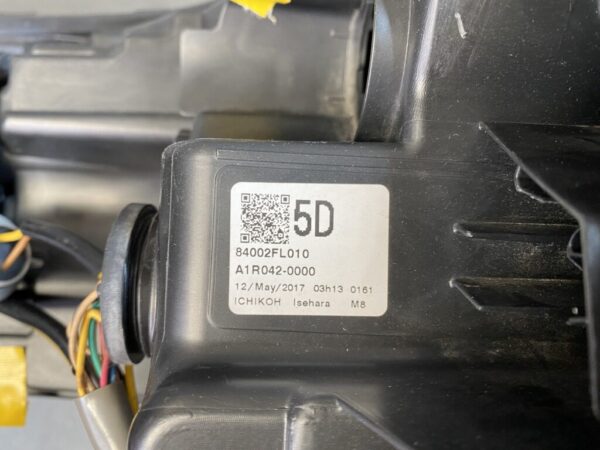 5D
84002FL010
A1R042-0000
12/May/2017 03h13 0161
ICHIKOH Isehara M8